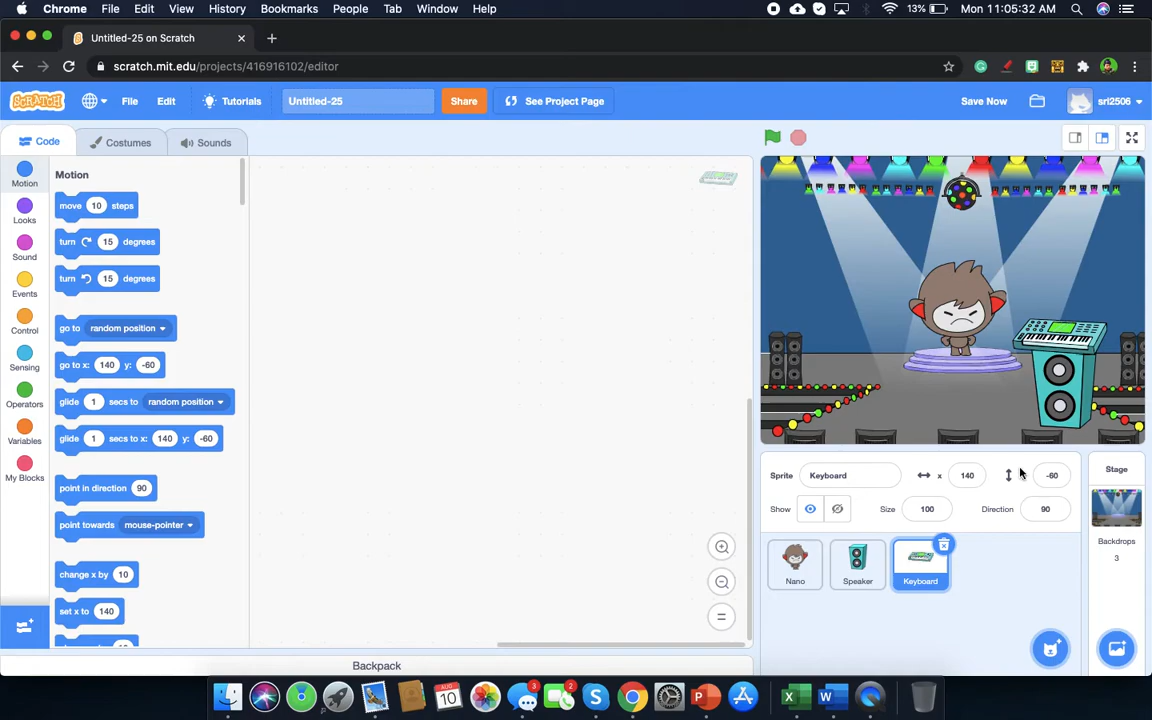 Chrome File Edit View History Bookmarks People Tab Window Help 13% Mon 11:05:32 AM
Untitled-25 on Scratch
scratch.mit.edu/projects/416916102/editor
SCRATCH File Edit Tutorials Untitled-25 Share See Project Page Save Now sri2506
Code Costumes Sounds
Motion
Looks
Sound
Events
Control
Sensing
Operators
Variables
My Blocks
Motion
move 10 steps
turn 15 degrees
turn 15 degrees
go to random position
go to x: 140 y: -60
glide 1 secs to random position
glide 1 secs to x: 140 y: -60
point in direction 90
point towards mouse-pointer
change x by 10
set x to 140
Backpack
Sprite Keyboard x 140 -60
Show Size 100 Direction 90
Nano Speaker Keyboard
Stage
Backdrops
3
AUG
10
3
2